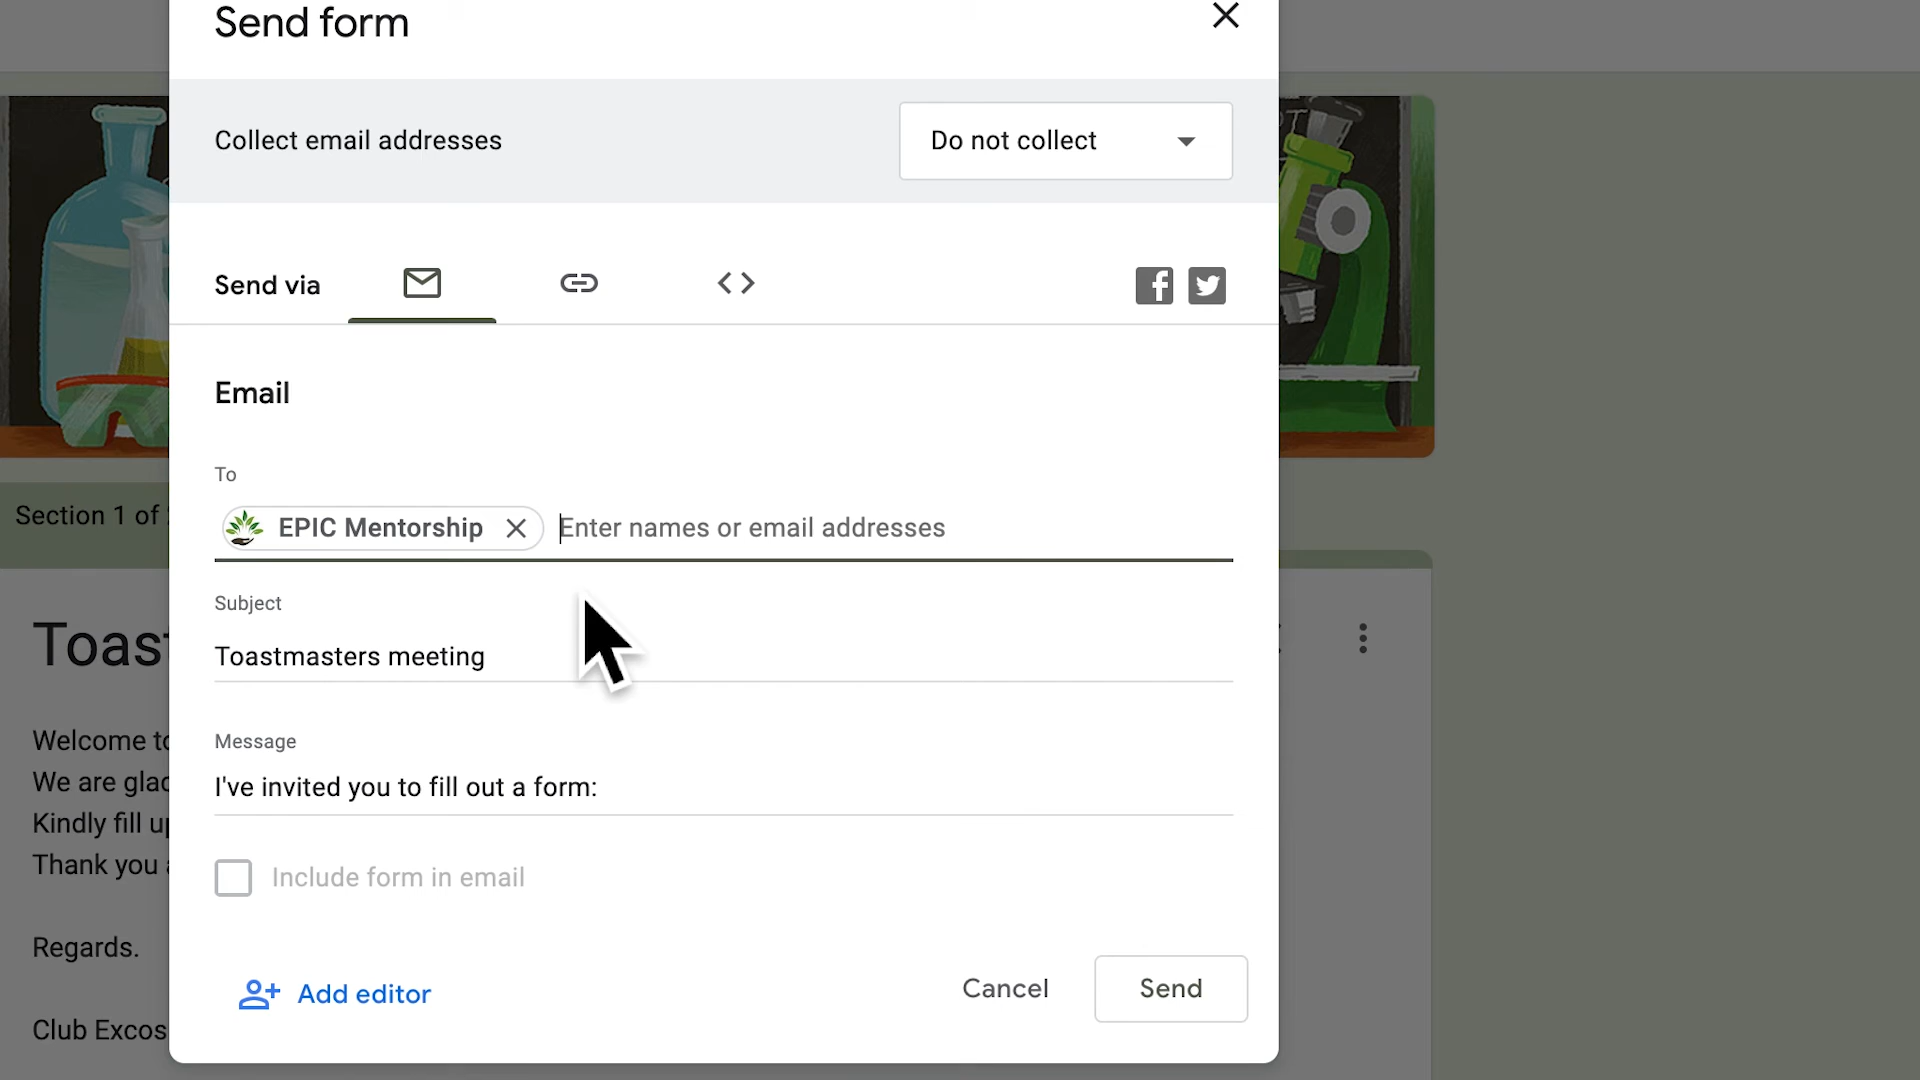 Send form
Collect email addresses
Do not collect
Send via
Email
To
EPIC Mentorship
Enter names or email addresses
Subject
Toastmasters meeting
Message
I've invited you to fill out a form:
Include form in email
Add editor
Cancel
Send
Section 1 of
Welcome
We are
Kindly fill
Thank you
Regards.
Club Excos